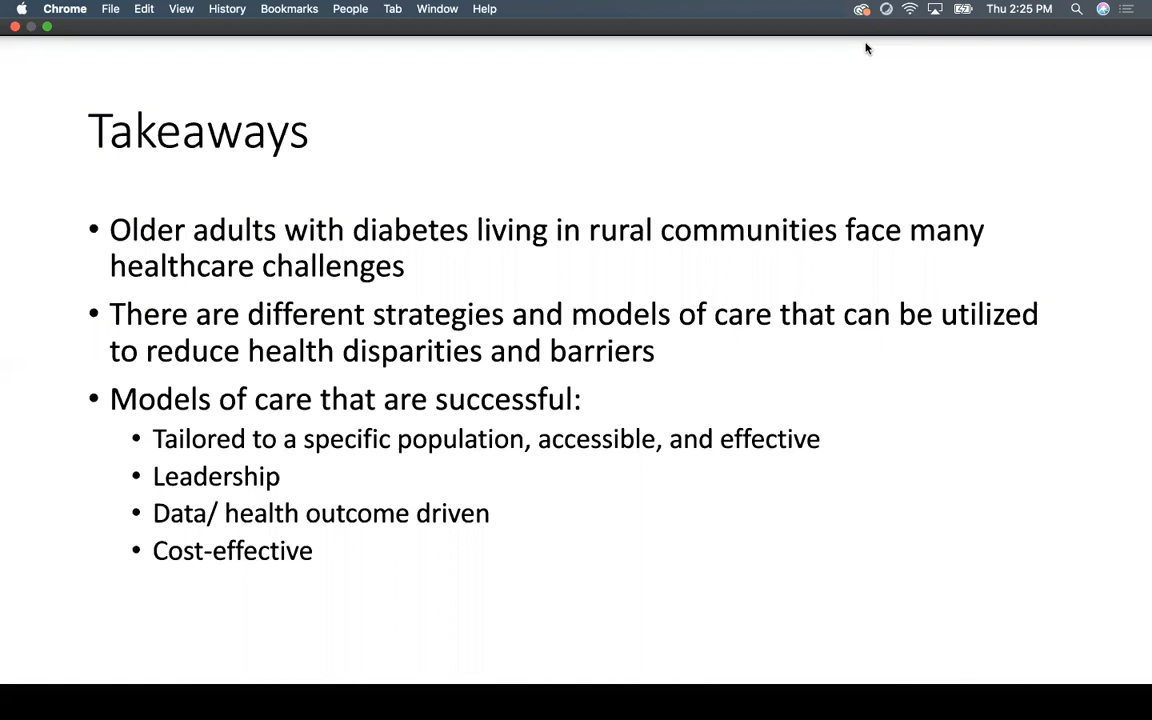 Chrome File Edit View History Bookmarks People Tab Window Help Thu 2:25 PM
Takeaways
• Older adults with diabetes living in rural communities face many
healthcare challenges
• There are different strategies and models of care that can be utilized
to reduce health disparities and barriers
• Models of care that are successful:
• Tailored to a specific population, accessible, and effective
• Leadership
• Data/ health outcome driven
• Cost-effective